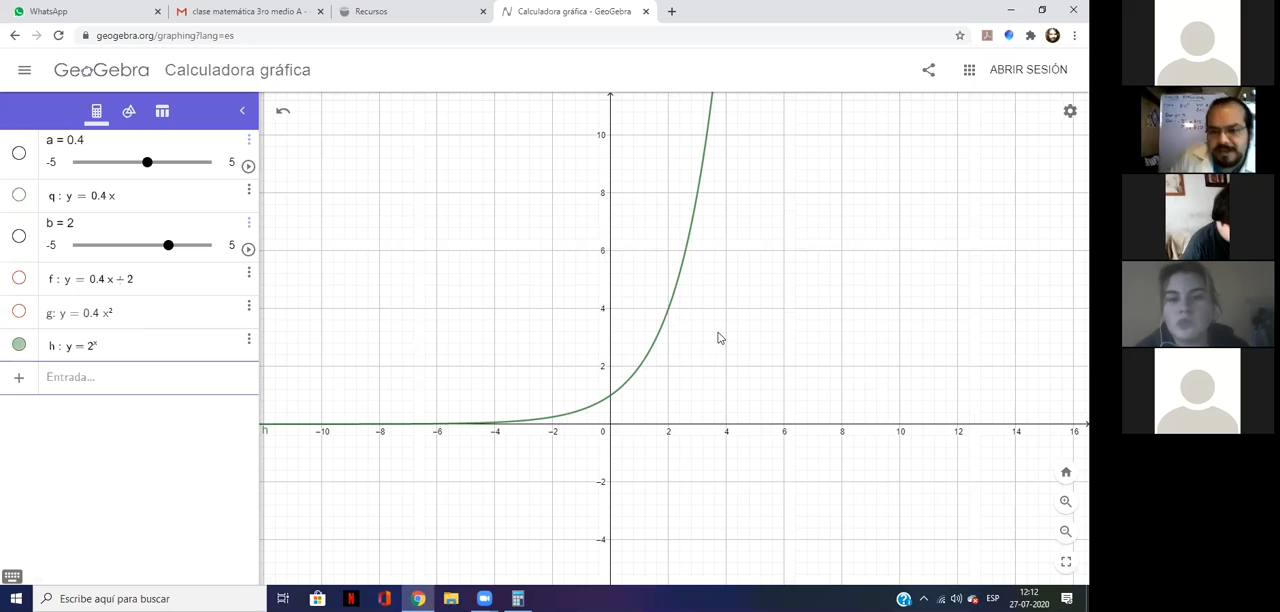 WhatsApp
clase matemática 3ro medio A -
Recursos
Calculadora gráfica - GeoGebra
geogebra.org/graphing?lang=es
GeoGebra Calculadora gráfica
ABRIR SESIÓN
a = 0.4
-5 5
q : y = 0.4 x
b = 2
-5 5
f : y = 0.4 x + 2
g: y = 0.4 x²
h : y = 2ˣ
Entrada...
10
8
6
4
2
h
-10 -8 -6 -4 -2 0 2 4 6 8 10 12 14 16
-2
-4
Escribe aquí para buscar
ESP
12:12
27-07-2020